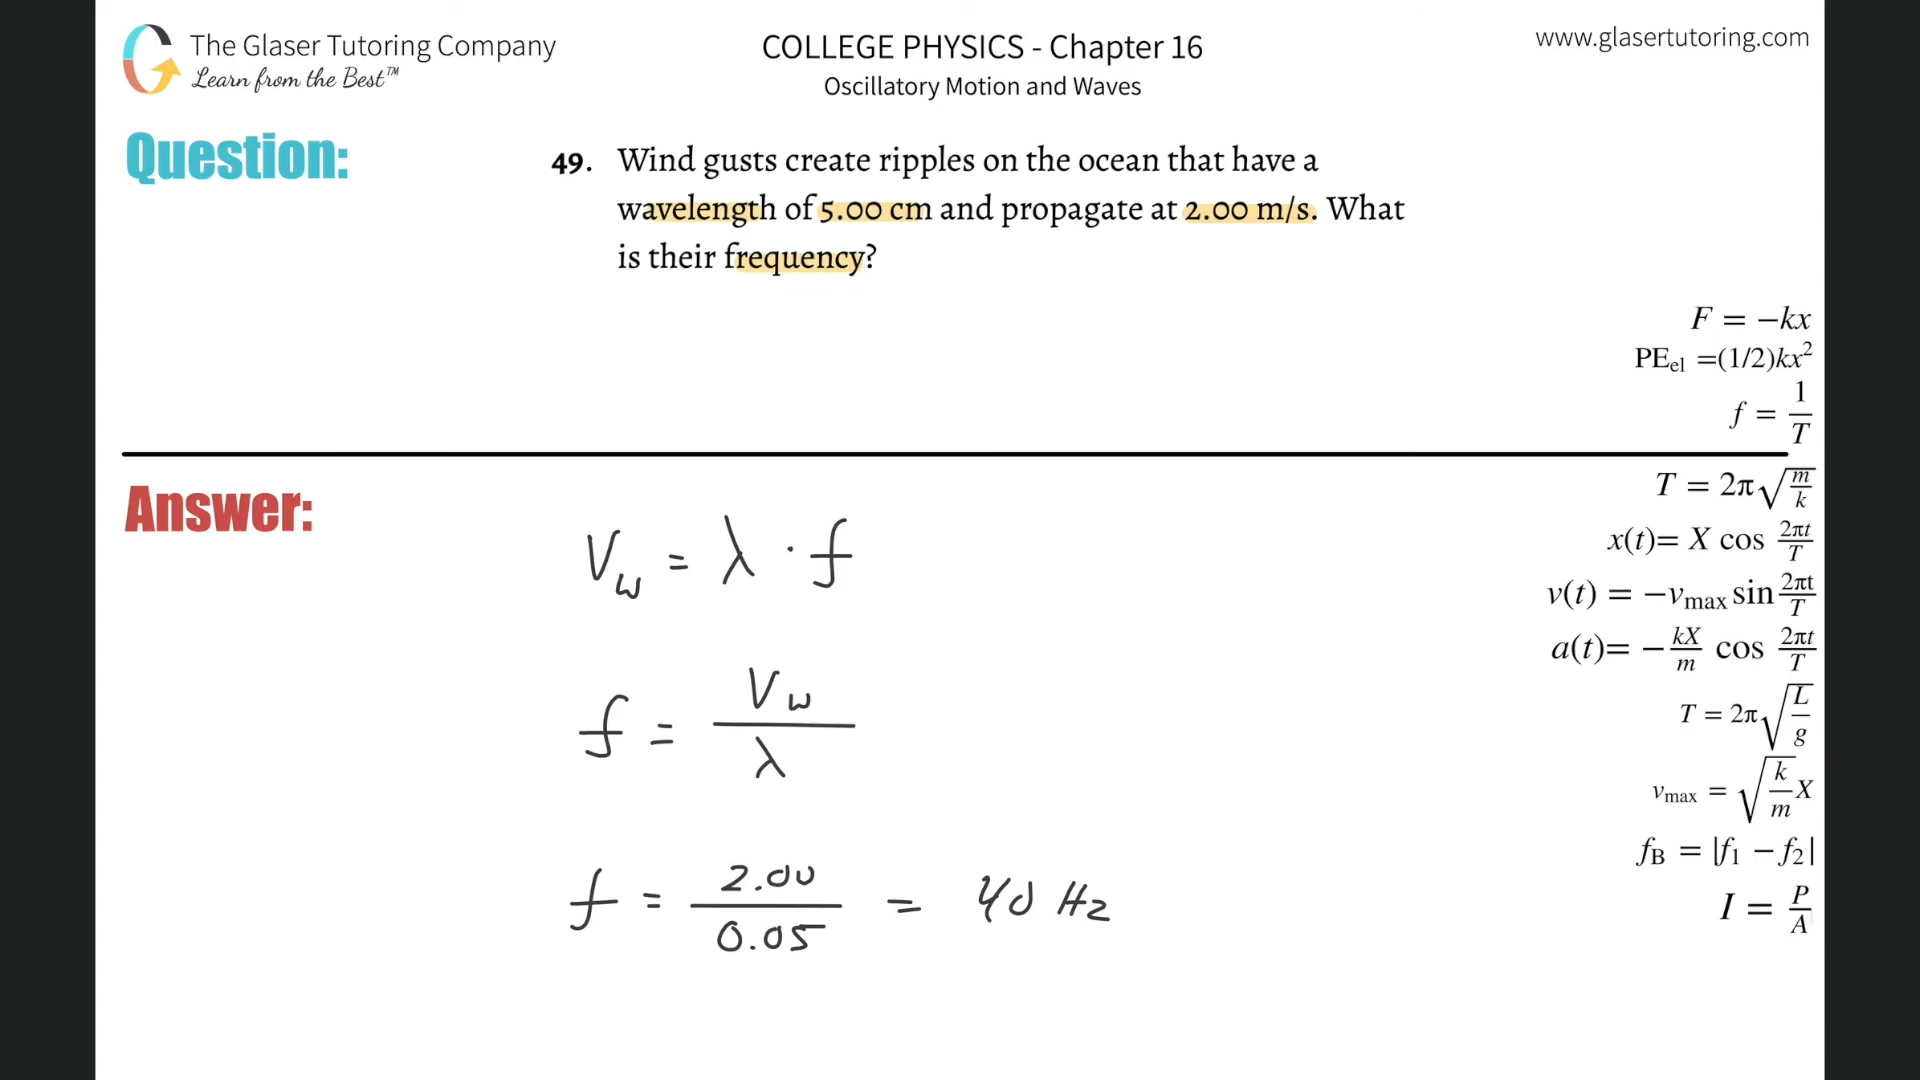 The Glaser Tutoring Company
Learn from the Best™
COLLEGE PHYSICS - Chapter 16
Oscillatory Motion and Waves
www.glasertutoring.com
Question:
49. Wind gusts create ripples on the ocean that have a
wavelength of 5.00 cm and propagate at 2.00 m/s. What
is their frequency?
F = −kx
PEel =(1/2)kx²
f = 1/T
Answer:
Vw = λ · f
f = Vw/λ
f = 2.00/0.05 = 40 Hz
T = 2π√(m/k)
x(t)= X cos 2πt/T
v(t) = −vmax sin 2πt/T
a(t)= − kX/m cos 2πt/T
T = 2π√(L/g)
vmax = √(k/m)X
fB = |f1 − f2|
I = P/A